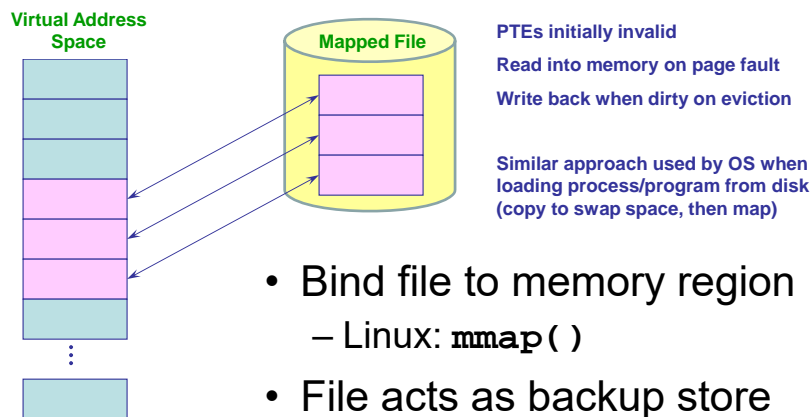 Virtual Address
Space
Mapped File
PTEs initially invalid
Read into memory on page fault
Write back when dirty on eviction
Similar approach used by OS when
loading process/program from disk
(copy to swap space, then map)
• Bind file to memory region
– Linux: mmap()
• File acts as backup store